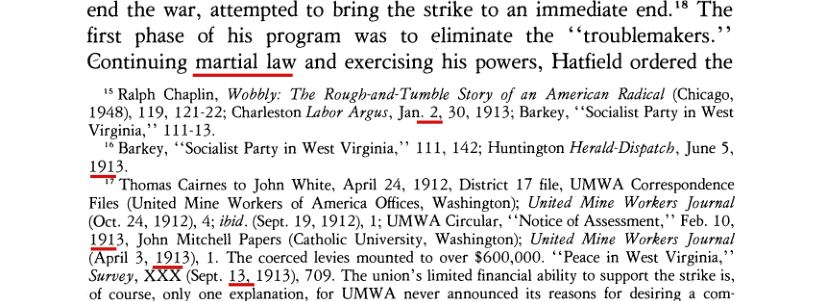 end the war, attempted to bring the strike to an immediate end.¹⁸ The
first phase of his program was to eliminate the ‘‘troublemakers.’’
Continuing martial law and exercising his powers, Hatfield ordered the
¹⁵ Ralph Chaplin, Wobbly: The Rough-and-Tumble Story of an American Radical (Chicago,
1948), 119, 121-22; Charleston Labor Argus, Jan. 2, 30, 1913; Barkey, ‘‘Socialist Party in West
Virginia,’’ 111-13.
¹⁶ Barkey, ‘‘Socialist Party in West Virginia,’’ 111, 142; Huntington Herald-Dispatch, June 5,
1913.
¹⁷ Thomas Cairnes to John White, April 24, 1912, District 17 file, UMWA Correspondence
Files (United Mine Workers of America Offices, Washington); United Mine Workers Journal
(Oct. 24, 1912), 4; ibid. (Sept. 19, 1912), 1; UMWA Circular, ‘‘Notice of Assessment,’’ Feb. 10,
1913, John Mitchell Papers (Catholic University, Washington); United Mine Workers Journal
(April 3, 1913), 1. The coerced levies mounted to over $600,000. ‘‘Peace in West Virginia,’’
Survey, XXX (Sept. 13, 1913), 709. The union's limited financial ability to support the strike is,
of course, only one explanation, for UMWA never announced its reasons for desiring a com-